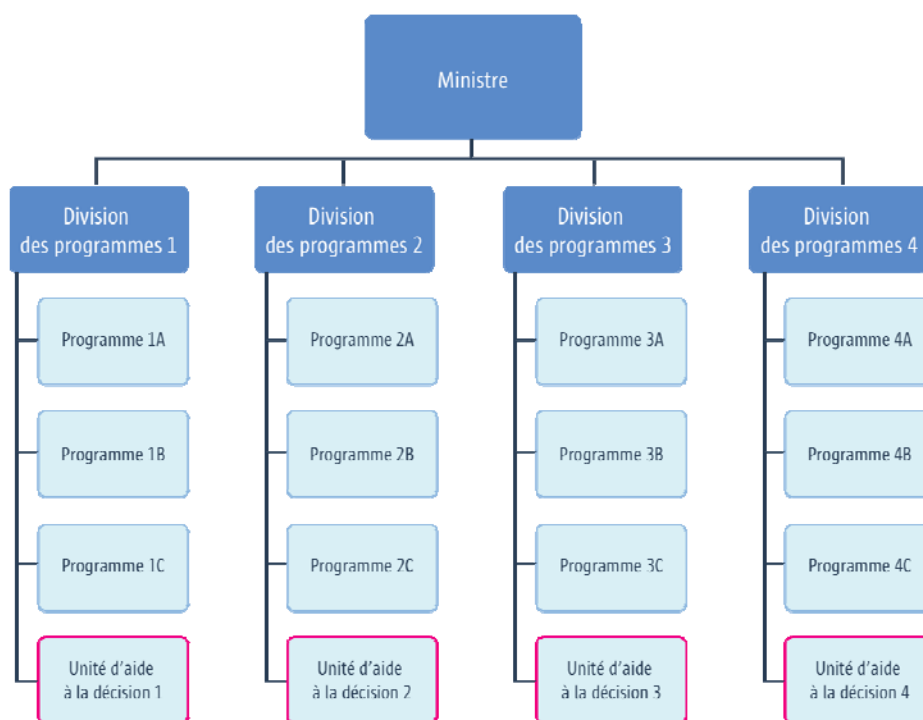 Ministre
Division
des programmes 1
Division
des programmes 2
Division
des programmes 3
Division
des programmes 4
Programme 1A
Programme 2A
Programme 3A
Programme 4A
Programme 1B
Programme 2B
Programme 3B
Programme 4B
Programme 1C
Programme 2C
Programme 3C
Programme 4C
Unité d'aide
à la décision 1
Unité d'aide
à la décision 2
Unité d'aide
à la décision 3
Unité d'aide
à la décision 4